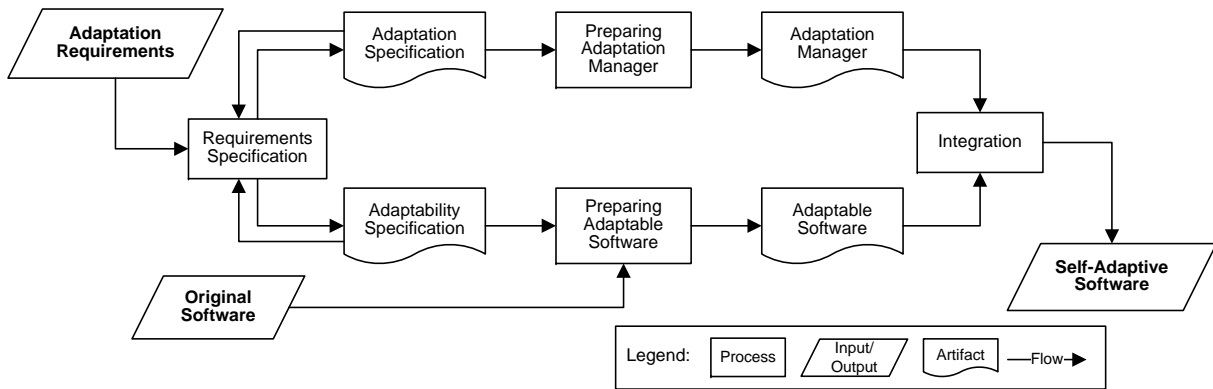 Adaptation
Requirements
Adaptation
Specification
Preparing
Adaptation
Manager
Adaptation
Manager
Requirements
Specification
Integration
Adaptability
Specification
Preparing
Adaptable
Software
Adaptable
Software
Self-Adaptive
Software
Original
Software
Legend:
Process
Input/
Output
Artifact
Flow